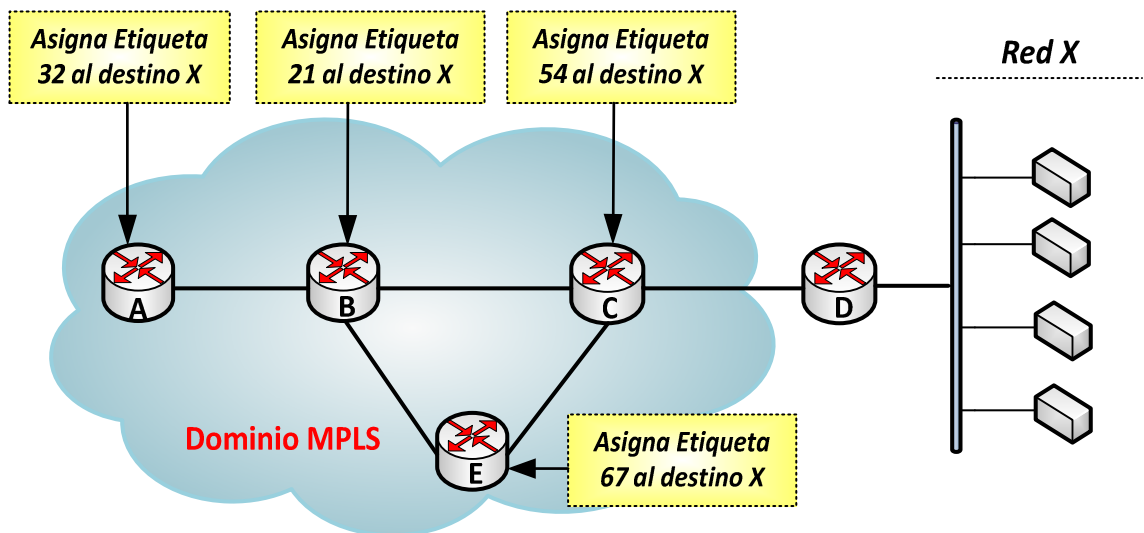 Asigna Etiqueta
32 al destino X
Asigna Etiqueta
21 al destino X
Asigna Etiqueta
54 al destino X
Red X
A
B
C
D
Dominio MPLS
E
Asigna Etiqueta
67 al destino X